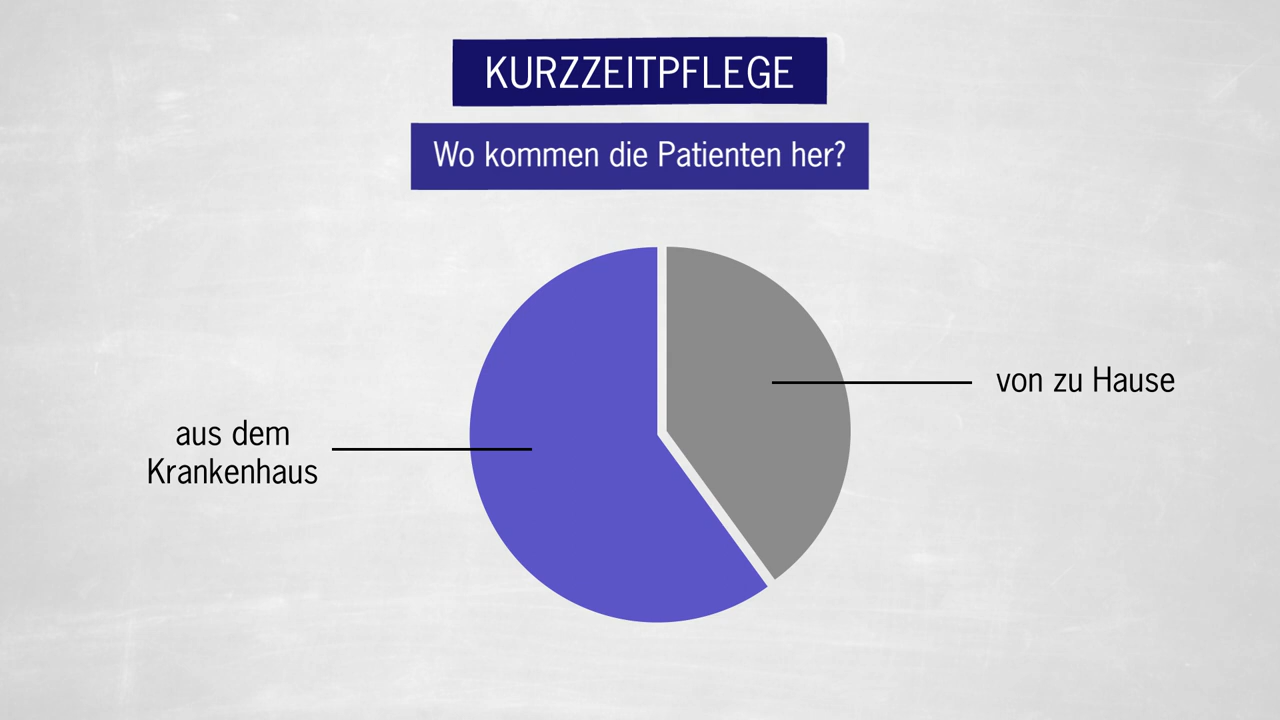 KURZZEITPFLEGE
Wo kommen die Patienten her?
von zu Hause
aus dem
Krankenhaus